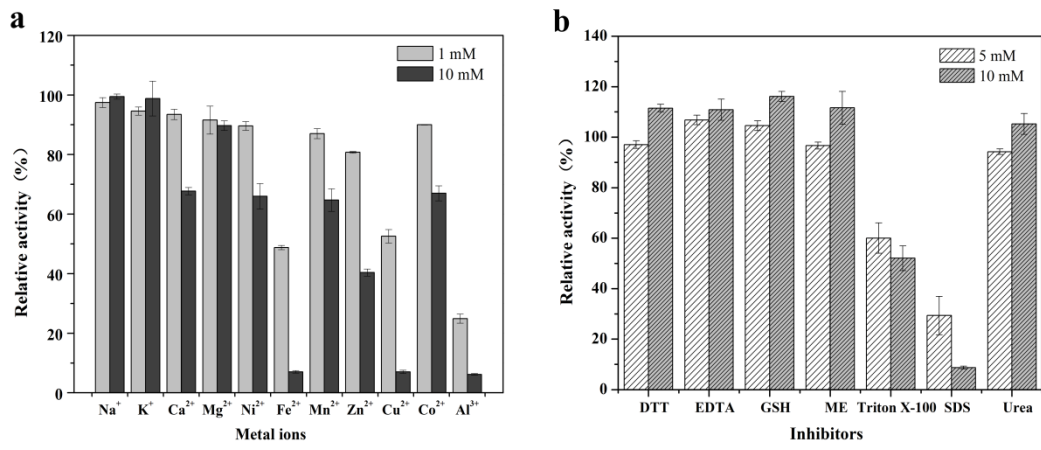 a
120
100
80
60
40
20
0
Relative activity (%)
1 mM
10 mM
Na⁺ K⁺ Ca²⁺ Mg²⁺ Ni²⁺ Fe²⁺ Mn²⁺ Zn²⁺ Cu²⁺ Co²⁺ Al³⁺
Metal ions
b
140
120
100
80
60
40
20
0
Relative activity (%)
5 mM
10 mM
DTT EDTA GSH ME Triton X-100 SDS Urea
Inhibitors